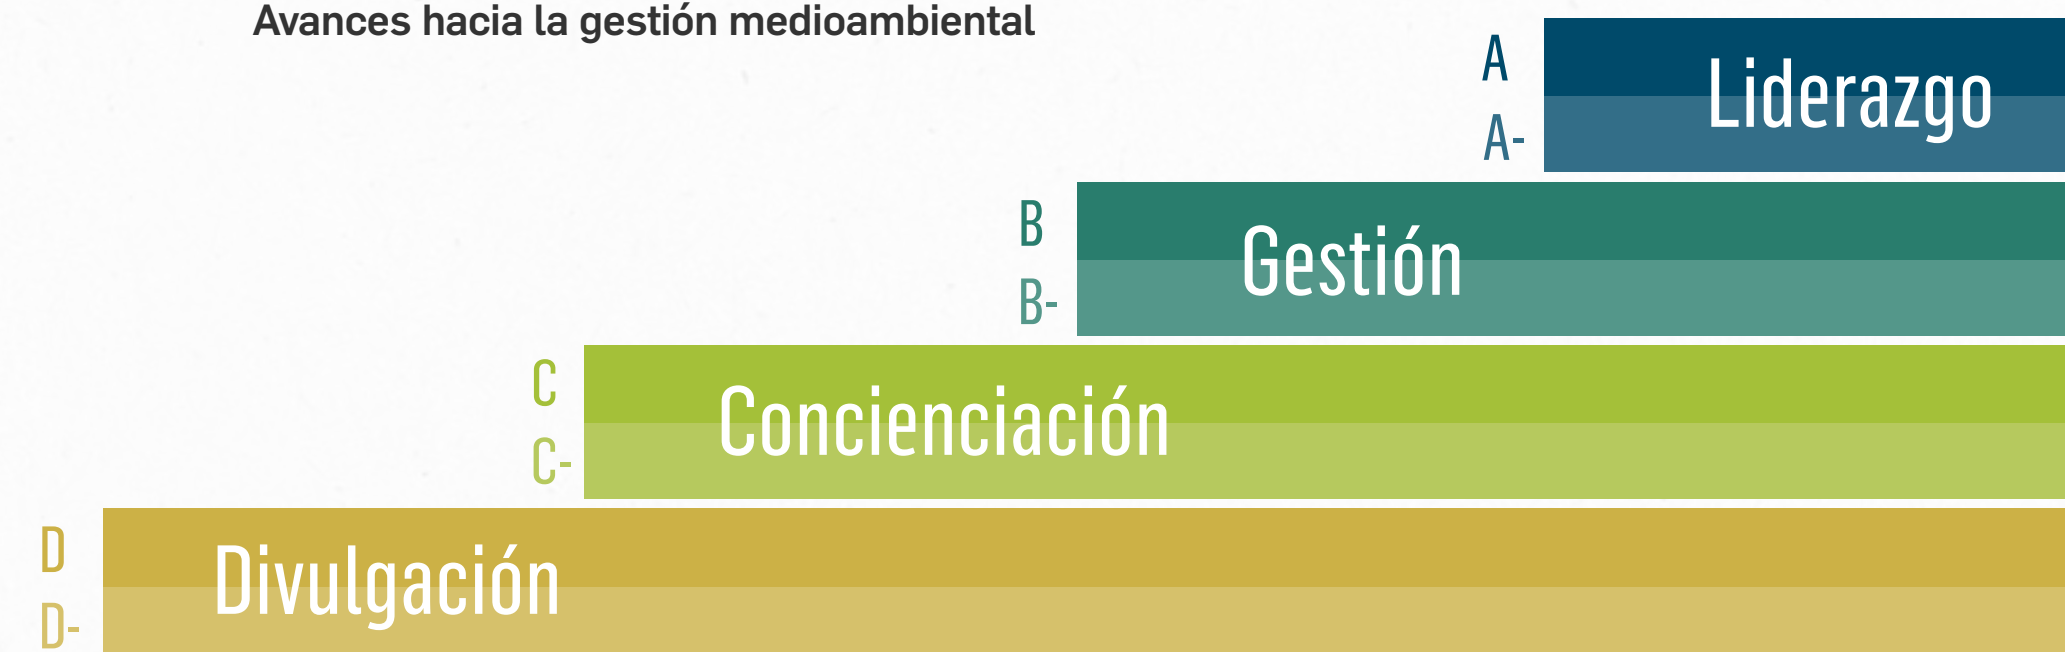 Avances hacia la gestión medioambiental
A
A-
Liderazgo
B
B-
Gestión
C
C-
Concienciación
D
D-
Divulgación